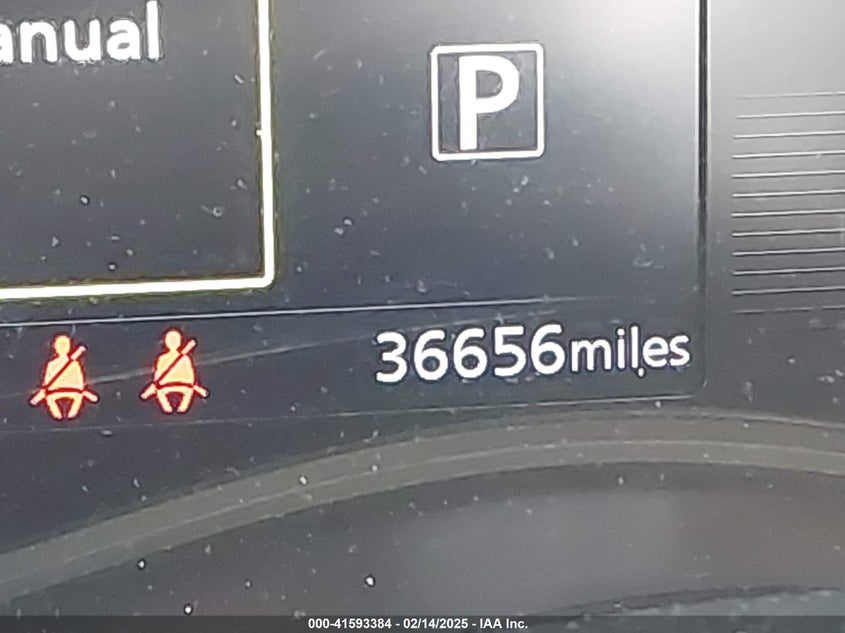 anual
P
36656miles
000-41593384 - 02/14/2025 - IAA Inc.